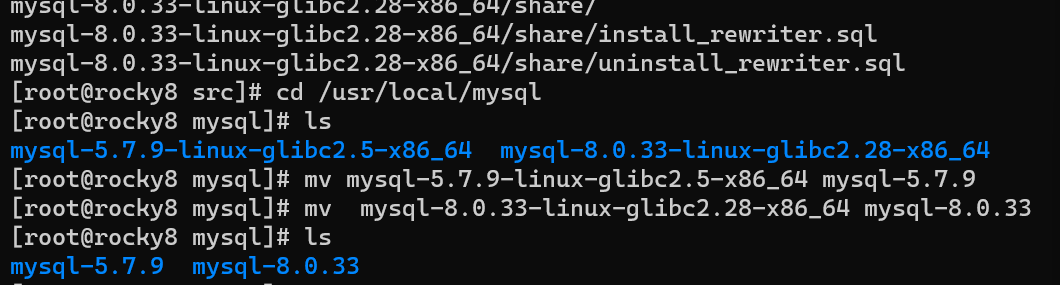 mysql-8.0.33-linux-glibc2.28-x86_64/share/
mysql-8.0.33-linux-glibc2.28-x86_64/share/install_rewriter.sql
mysql-8.0.33-linux-glibc2.28-x86_64/share/uninstall_rewriter.sql
[root@rocky8 src]# cd /usr/local/mysql
[root@rocky8 mysql]# ls
mysql-5.7.9-linux-glibc2.5-x86_64  mysql-8.0.33-linux-glibc2.28-x86_64
[root@rocky8 mysql]# mv mysql-5.7.9-linux-glibc2.5-x86_64 mysql-5.7.9
[root@rocky8 mysql]# mv  mysql-8.0.33-linux-glibc2.28-x86_64 mysql-8.0.33
[root@rocky8 mysql]# ls
mysql-5.7.9  mysql-8.0.33